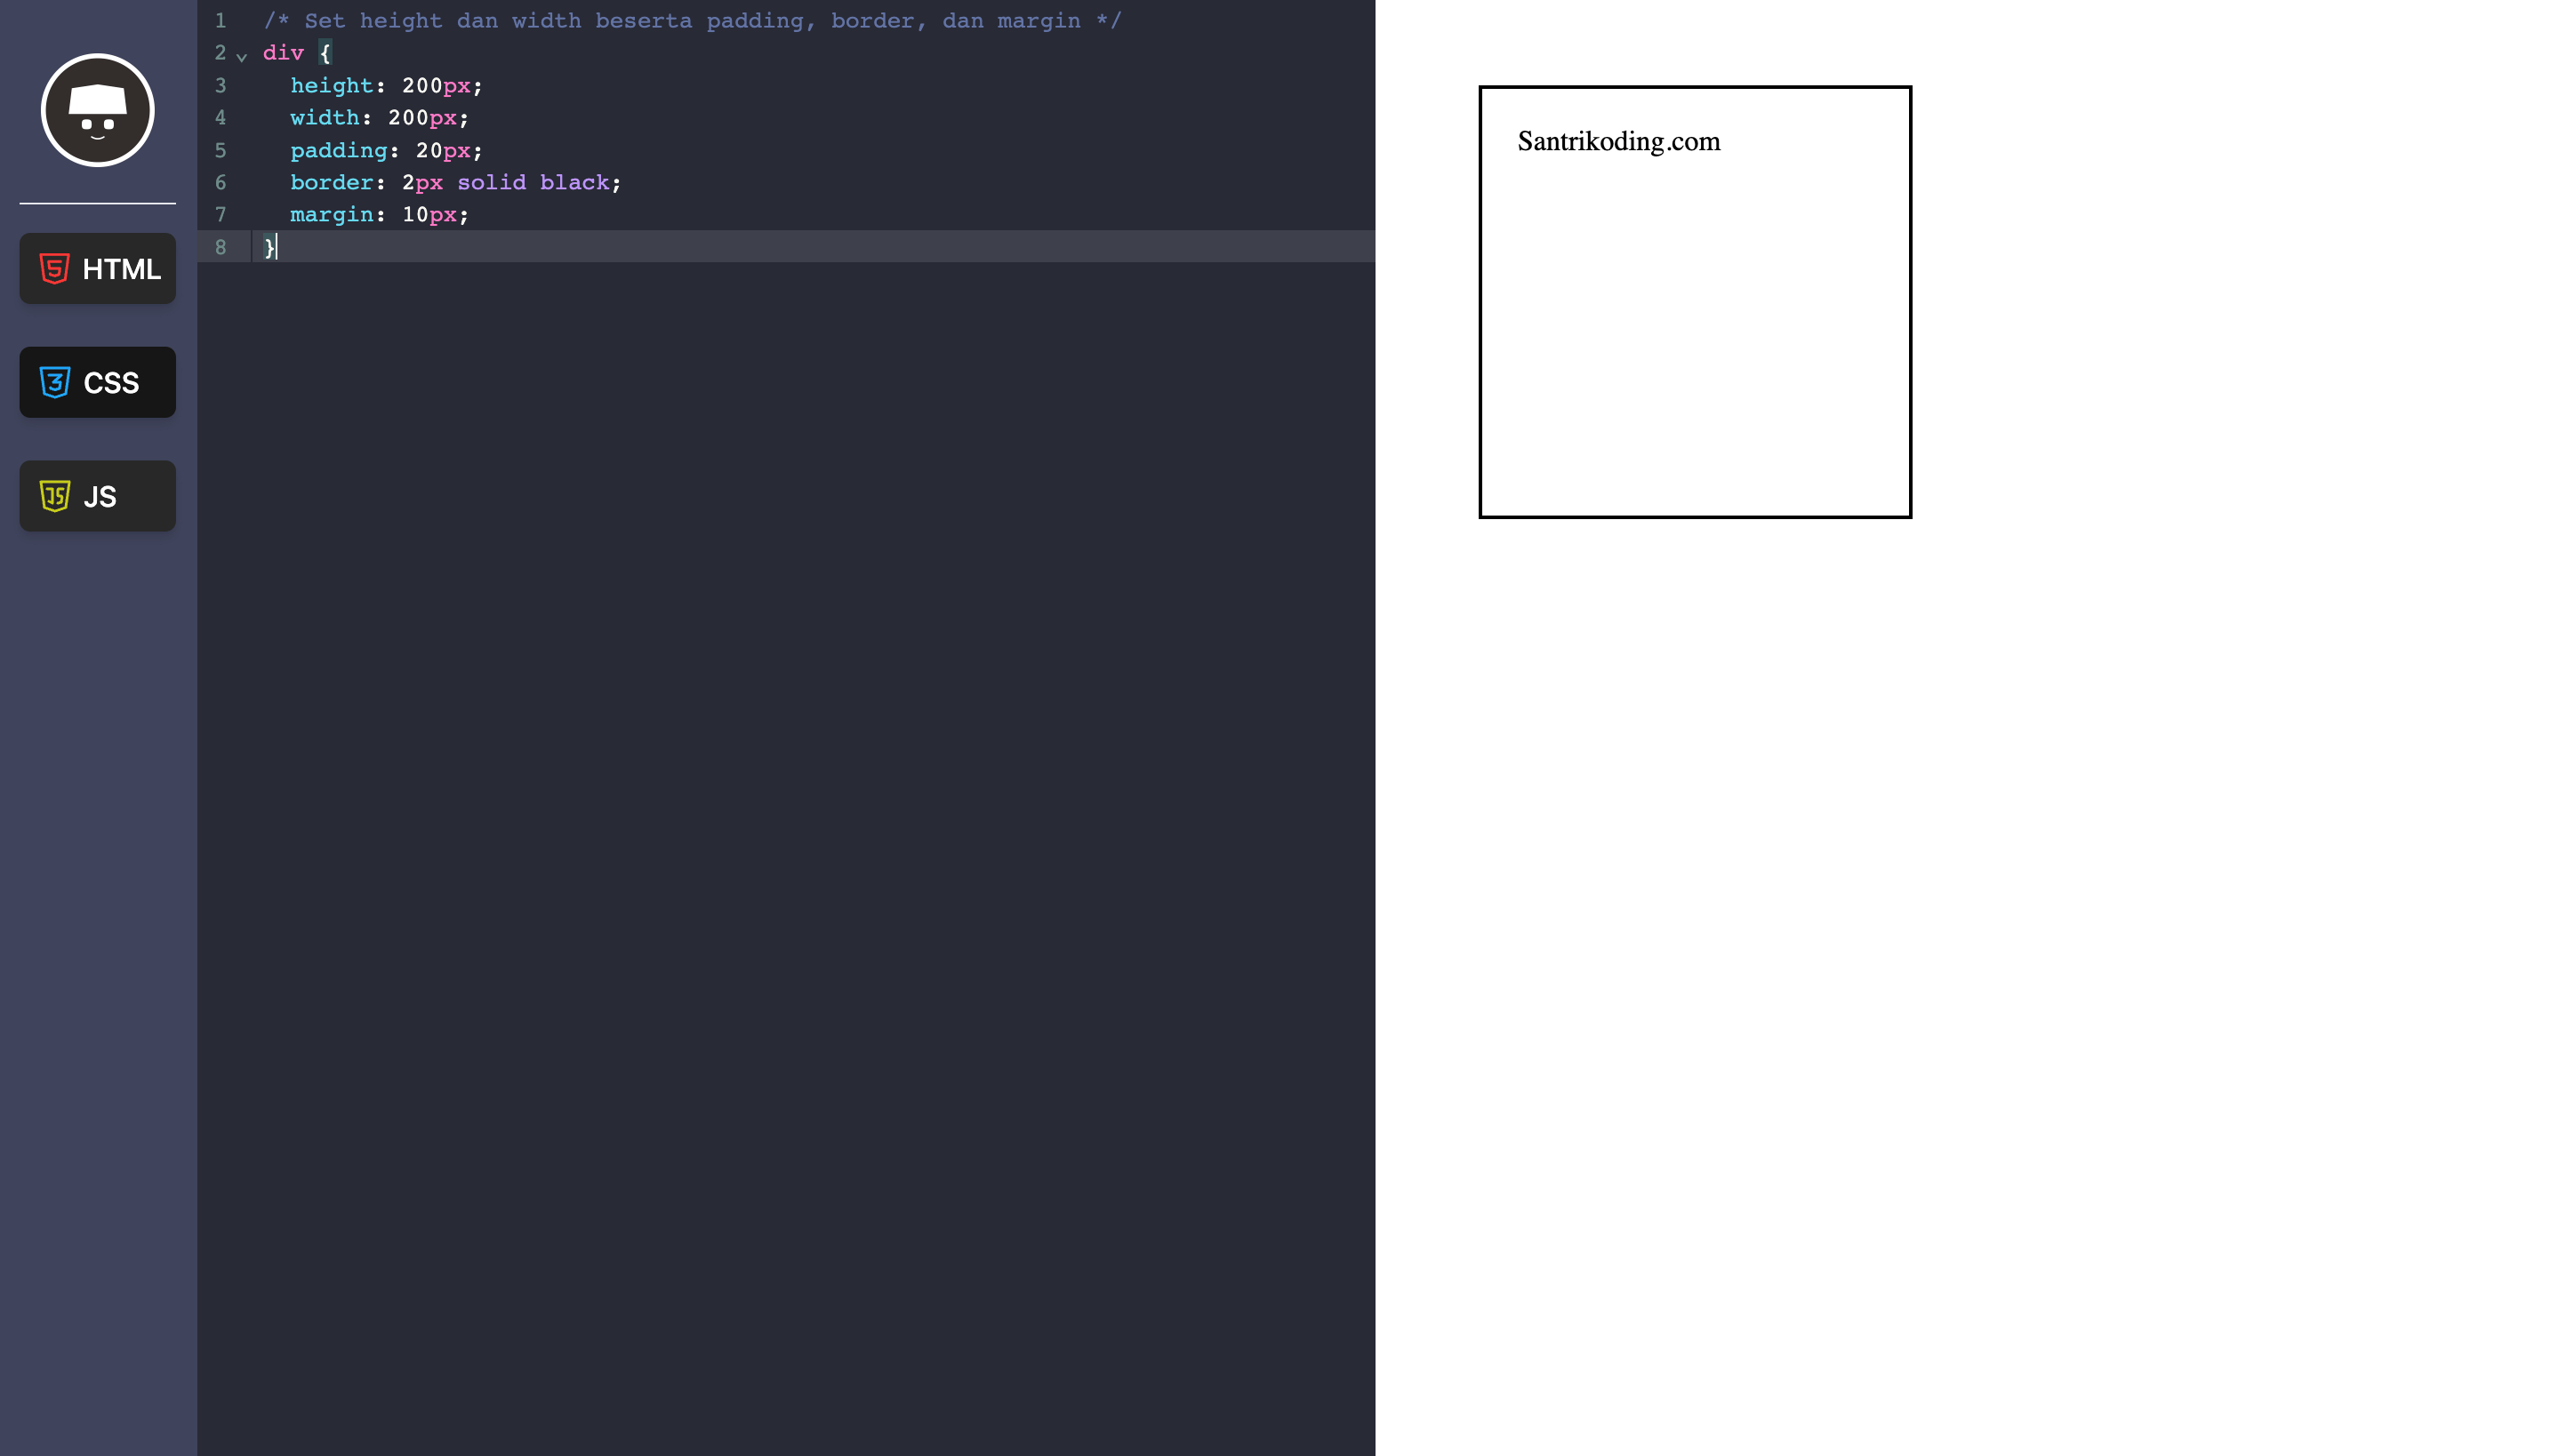 1 /* Set height dan width beserta padding, border, dan margin */
2 div {
3 height: 200px;
4 width: 200px;
5 padding: 20px;
6 border: 2px solid black;
7 margin: 10px;
8 }
HTML
CSS
JS
Santrikoding.com